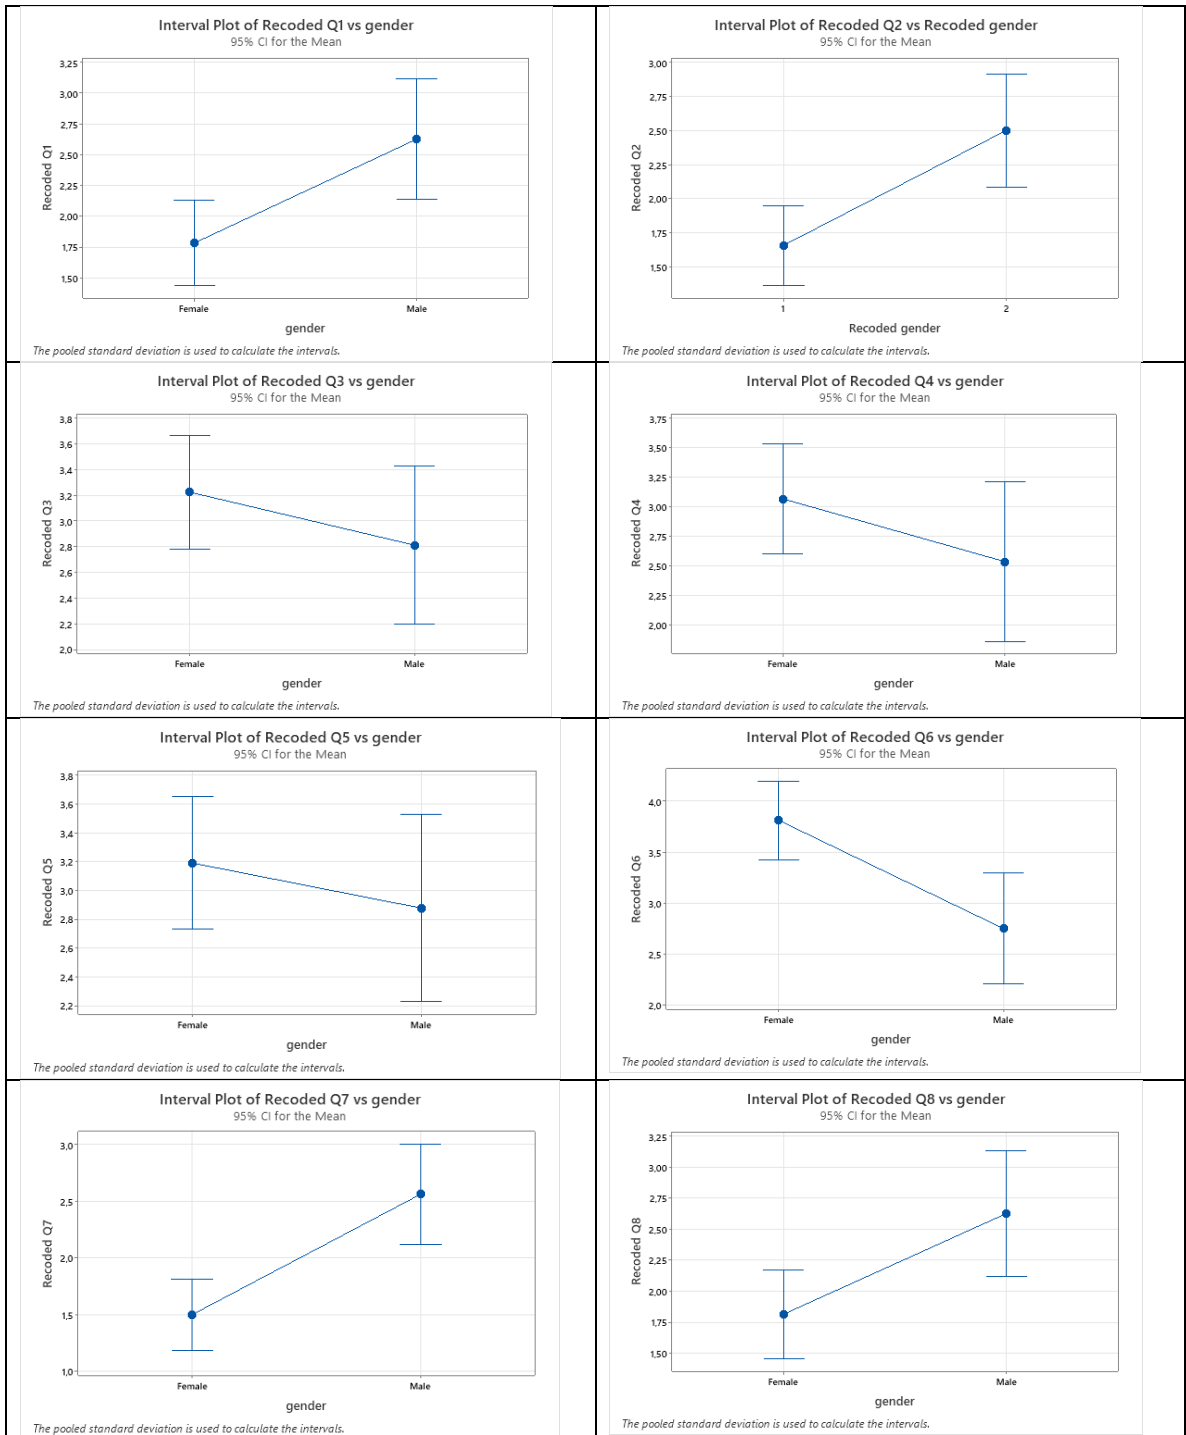 Interval Plot of Recoded Q1 vs gender
95% CI for the Mean
3,25
3,00
2,75
2,50
2,25
2,00
1,75
1,50
Recoded Q1
Female Male
gender
The pooled standard deviation is used to calculate the intervals.
Interval Plot of Recoded Q2 vs Recoded gender
95% CI for the Mean
3,00
2,75
2,50
2,25
2,00
1,75
1,50
Recoded Q2
1 2
Recoded gender
The pooled standard deviation is used to calculate the intervals.
Interval Plot of Recoded Q3 vs gender
95% CI for the Mean
3,8
3,6
3,4
3,2
3,0
2,8
2,6
2,4
2,2
2,0
Recoded Q3
Female Male
gender
The pooled standard deviation is used to calculate the intervals.
Interval Plot of Recoded Q4 vs gender
95% CI for the Mean
3,75
3,50
3,25
3,00
2,75
2,50
2,25
2,00
Recoded Q4
Female Male
gender
The pooled standard deviation is used to calculate the intervals.
Interval Plot of Recoded Q5 vs gender
95% CI for the Mean
3,8
3,6
3,4
3,2
3,0
2,8
2,6
2,4
2,2
Recoded Q5
Female Male
gender
The pooled standard deviation is used to calculate the intervals.
Interval Plot of Recoded Q6 vs gender
95% CI for the Mean
4,0
3,5
3,0
2,5
2,0
Recoded Q6
Female Male
gender
The pooled standard deviation is used to calculate the intervals.
Interval Plot of Recoded Q7 vs gender
95% CI for the Mean
3,0
2,5
2,0
1,5
1,0
Recoded Q7
Female Male
gender
The pooled standard deviation is used to calculate the intervals.
Interval Plot of Recoded Q8 vs gender
95% CI for the Mean
3,25
3,00
2,75
2,50
2,25
2,00
1,75
1,50
Recoded Q8
Female Male
gender
The pooled standard deviation is used to calculate the intervals.